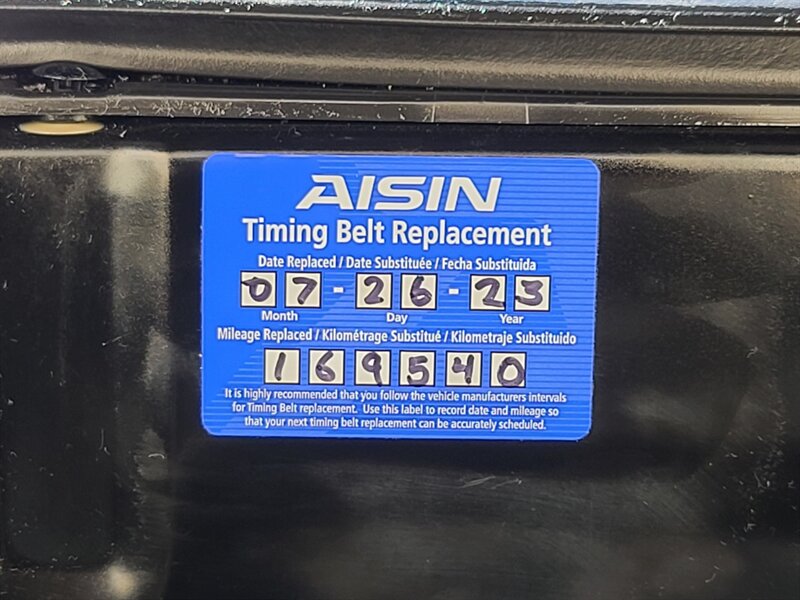 AISIN
Timing Belt Replacement
Date Replaced / Date Substituée / Fecha Substituida
07 - 26 - 23
Month Day Year
Mileage Replaced / Kilométrage Substitué / Kilometraje Substituido
169540
It is highly recommended that you follow the vehicle manufacturers intervals
for Timing Belt replacement. Use this label to record date and mileage so
that your next timing belt replacement can be accurately scheduled.